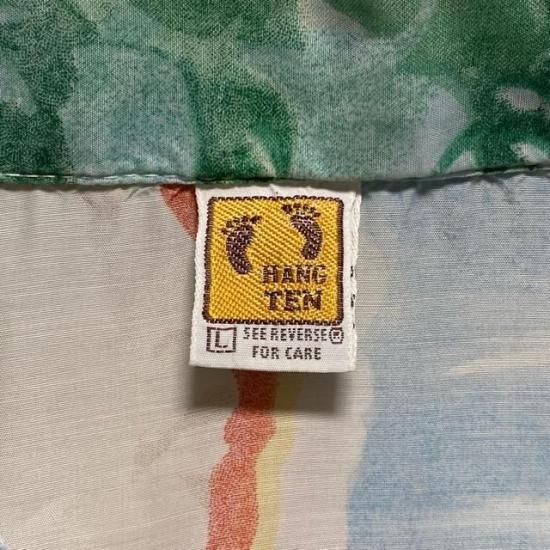 HANG
TEN
L SEE REVERSE®
FOR CARE